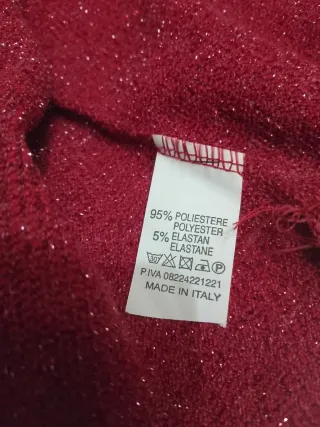 95% POLIESTERE
POLYESTER
5% ELASTAN
ELASTANE
P
P.IVA 08224221221
MADE IN ITALY